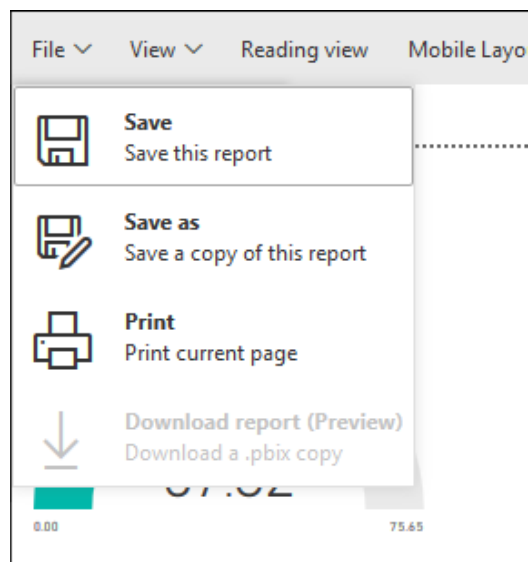 File View Reading view Mobile Layo
Save
Save this report
Save as
Save a copy of this report
Print
Print current page
Download report (Preview)
Download a .pbix copy
0.00 75.65